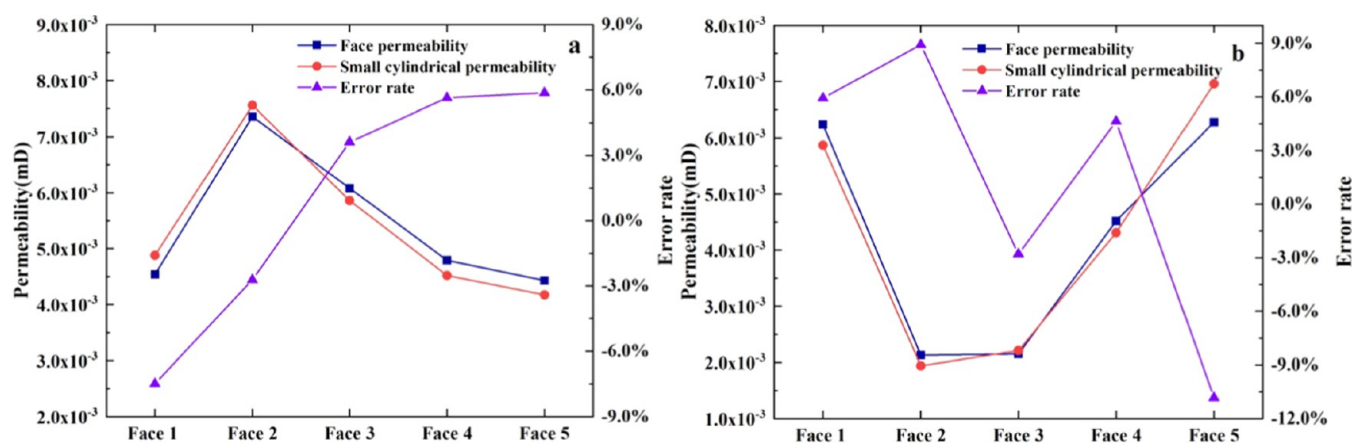 9.0x10⁻³
8.0x10⁻³
7.0x10⁻³
6.0x10⁻³
5.0x10⁻³
4.0x10⁻³
3.0x10⁻³
2.0x10⁻³
Permeability(mD)
Face permeability
Small cylindrical permeability
Error rate
a
9.0%
6.0%
3.0%
0.0%
-3.0%
-6.0%
-9.0%
Error rate
Face 1 Face 2 Face 3 Face 4 Face 5
8.0x10⁻³
7.0x10⁻³
6.0x10⁻³
5.0x10⁻³
4.0x10⁻³
3.0x10⁻³
2.0x10⁻³
1.0x10⁻³
Permeability(mD)
Face permeability
Small cylindrical permeability
Error rate
b
9.0%
6.0%
3.0%
0.0%
-3.0%
-6.0%
-9.0%
-12.0%
Error rate
Face 1 Face 2 Face 3 Face 4 Face 5